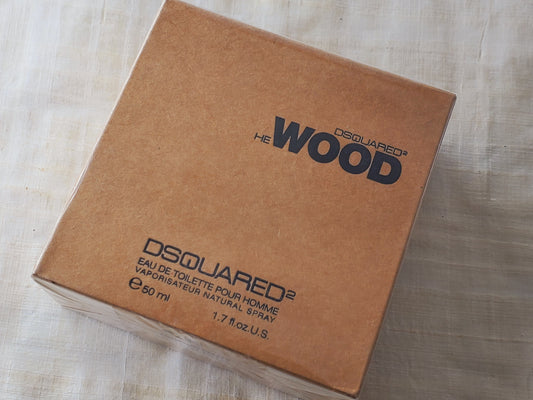 DSQUARED²
HE WOOD
DSQUARED²
EAU DE TOILETTE POUR HOMME
VAPORISATEUR NATURAL SPRAY
℮50 ml 1.7 fl.oz.U.S.